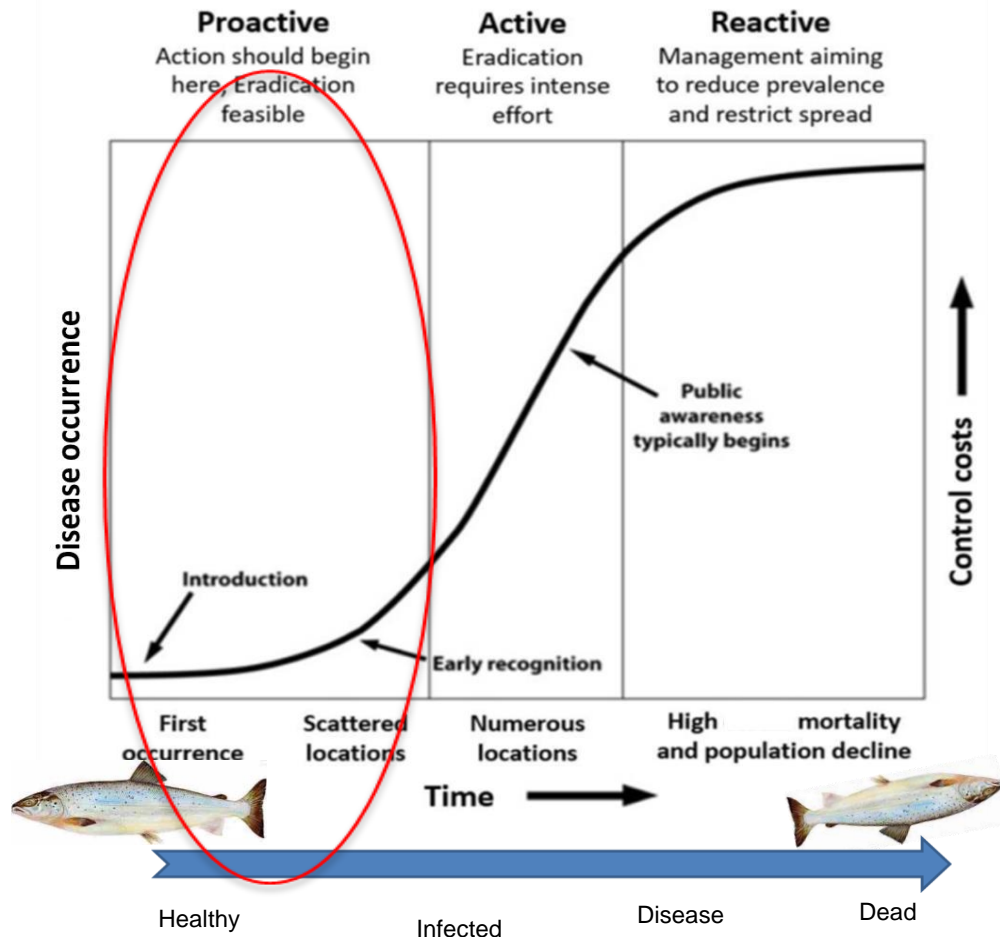 Proactive
Action should begin
here, Eradication
feasible
Active
Eradication
requires intense
effort
Reactive
Management aiming
to reduce prevalence
and restrict spread
Disease occurrence
Control costs
Public
awareness
typically begins
Introduction
Early recognition
First
occurrence
Scattered
locations
Numerous
locations
High mortality
and population decline
Time
Healthy
Infected
Disease
Dead